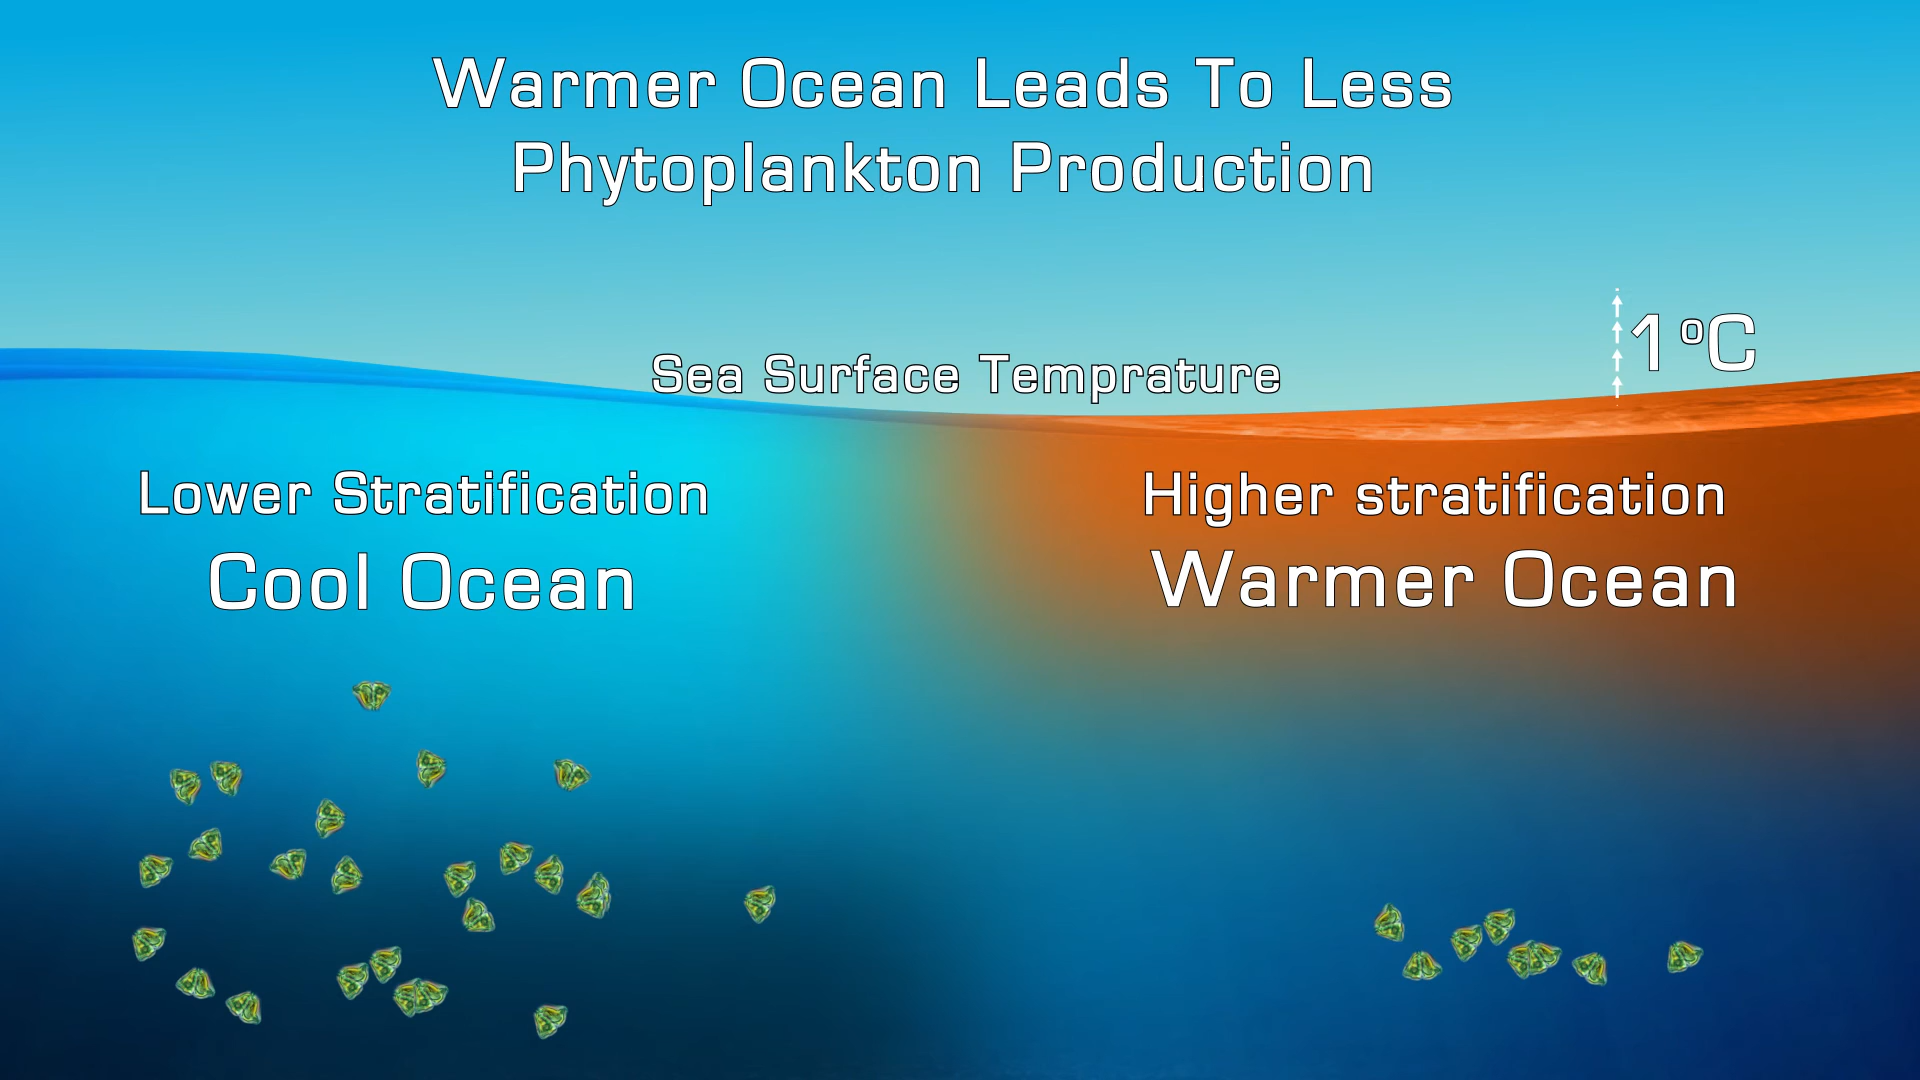 Warmer Ocean Leads To Less
Phytoplankton Production
1 ºC
Sea Surface Temprature
Lower Stratification
Higher stratification
Cool Ocean
Warmer Ocean